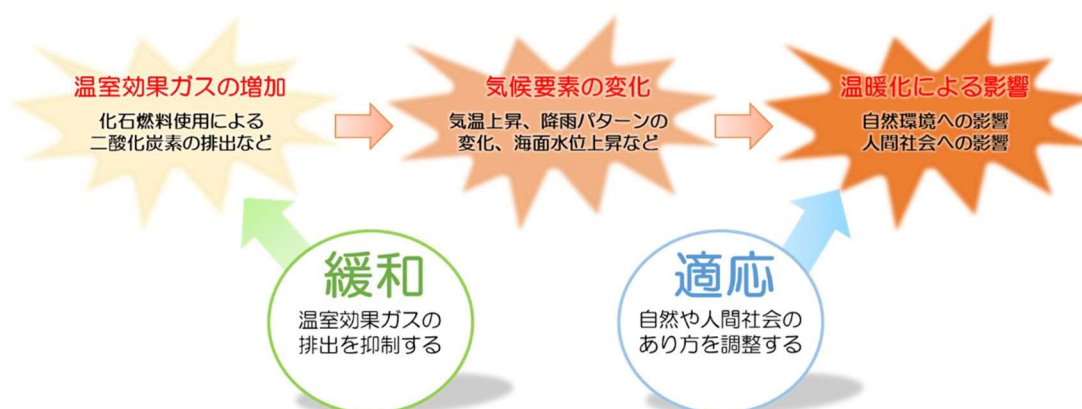 温室効果ガスの増加
化石燃料使用による
二酸化炭素の排出など
気候要素の変化
気温上昇、降雨パターンの
変化、海面水位上昇など
温暖化による影響
自然環境への影響
人間社会への影響
緩和
温室効果ガスの
排出を抑制する
適応
自然や人間社会の
あり方を調整する